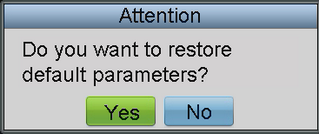 Attention
Do you want to restore
default parameters?
Yes No